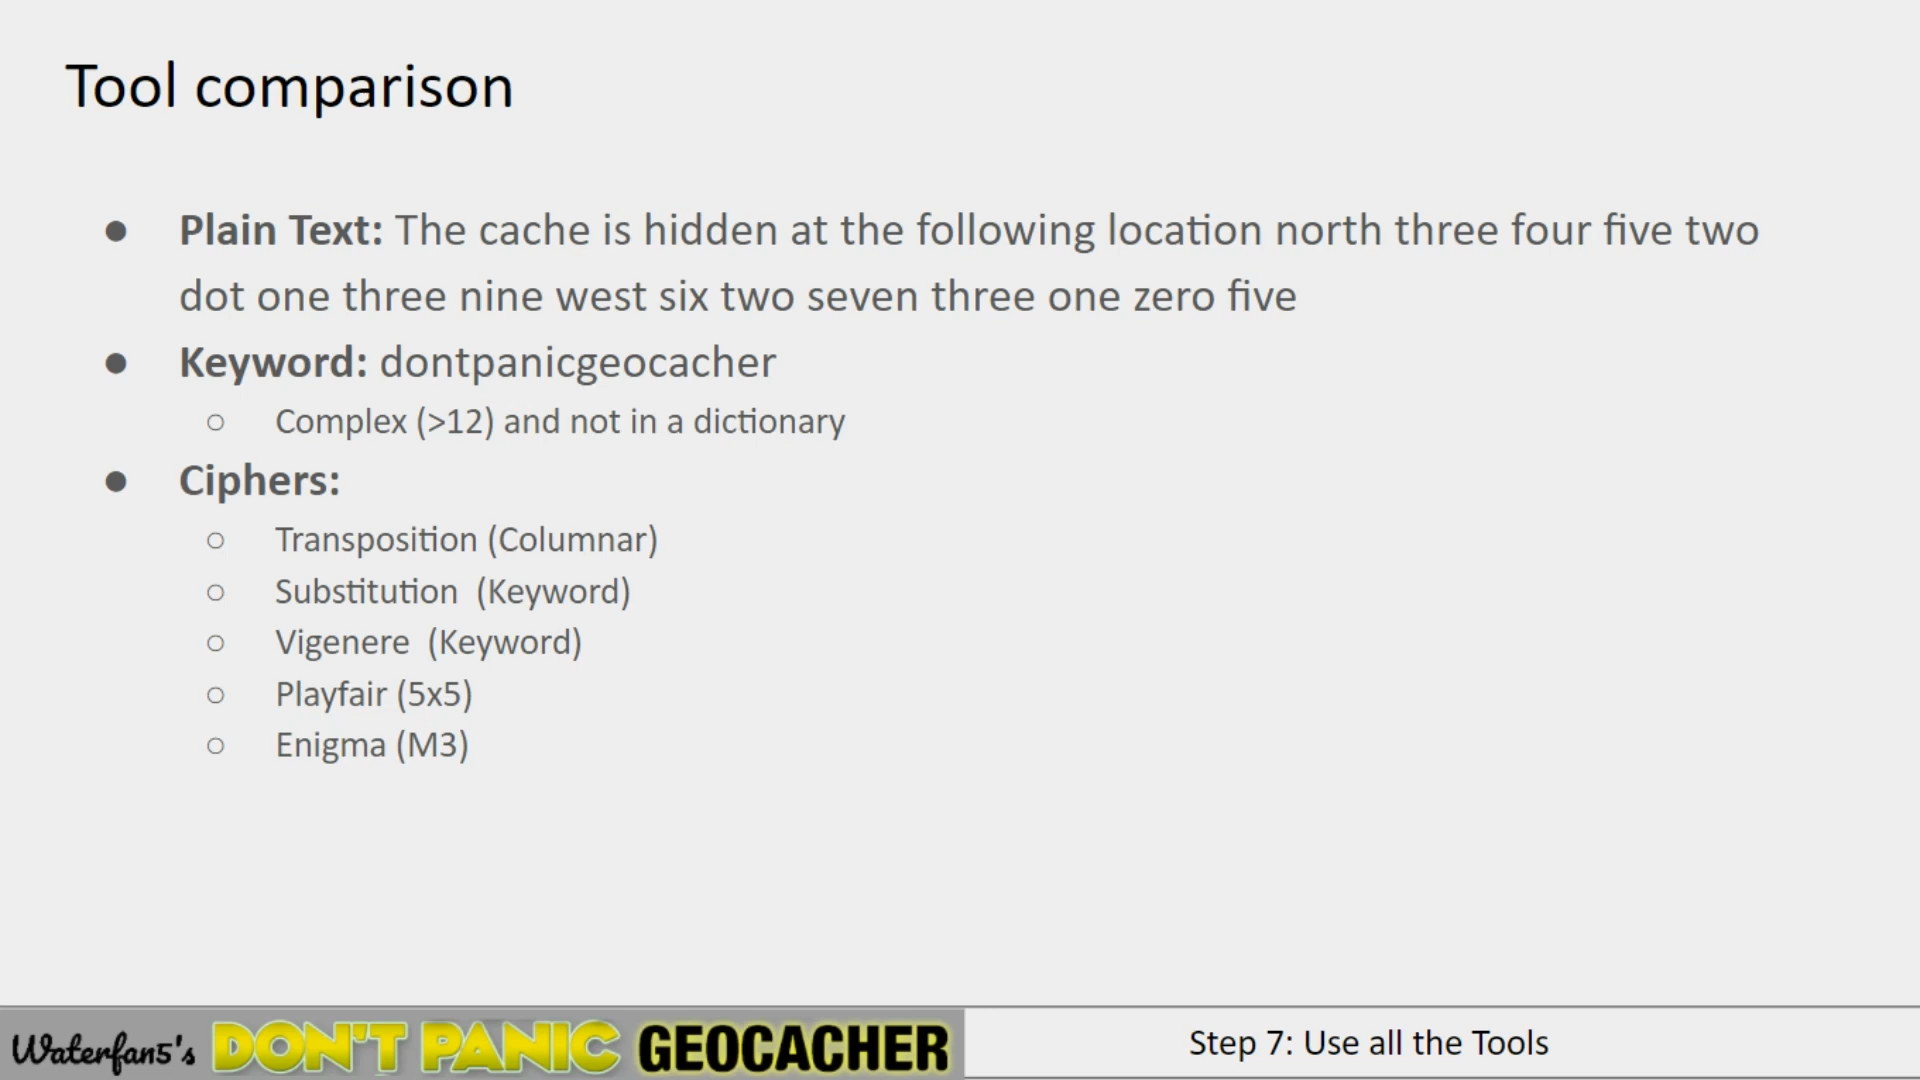 Tool comparison
● Plain Text: The cache is hidden at the following location north three four five two
dot one three nine west six two seven three one zero five
● Keyword: dontpanicgeocacher
○ Complex (>12) and not in a dictionary
● Ciphers:
○ Transposition (Columnar)
○ Substitution (Keyword)
○ Vigenere (Keyword)
○ Playfair (5x5)
○ Enigma (M3)
Waterfan5's DON'T PANIC GEOCACHER
Step 7: Use all the Tools